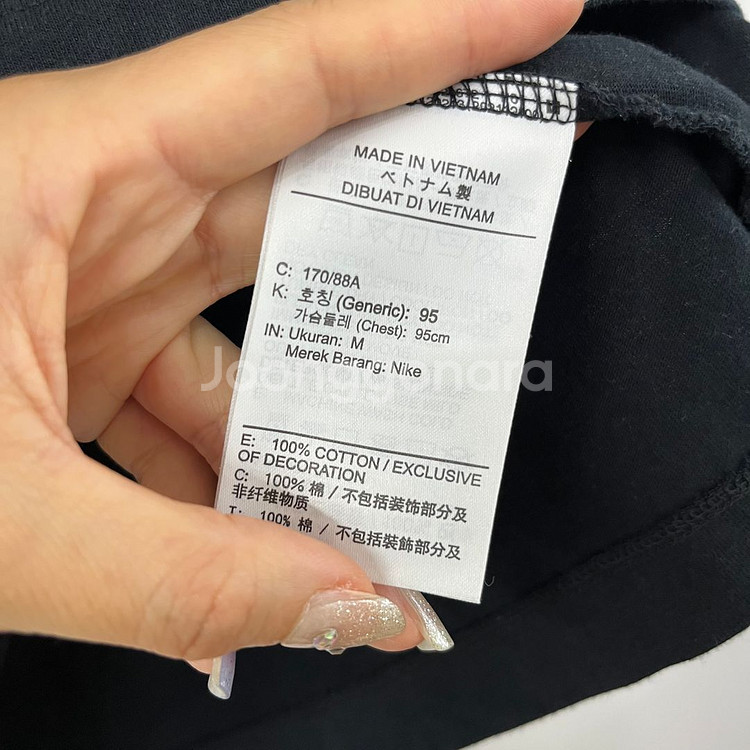 MADE IN VIETNAM
ベトナム製
DIBUAT DI VIETNAM
C: 170/88A
K: 호칭 (Generic): 95
가슴둘레 (Chest): 95cm
IN: Ukuran: M
Merek Barang: Nike
Joonggonara
E: 100% COTTON / EXCLUSIVE
OF DECORATION
C: 100% 棉 / 不包括装饰部分及
非纤维物质
T: 100% 棉 / 不包括裝飾部分及